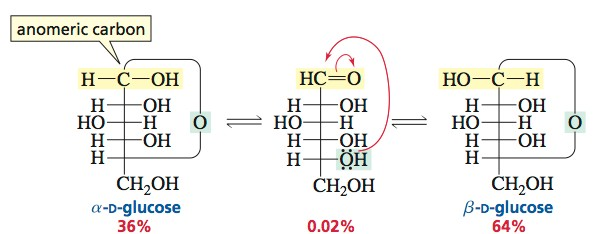 anomeric carbon
H—C—OH HC=O HO—C—H
H OH H OH H OH
HO H O HO H HO H O
H OH H OH H OH
H H OH H
CH₂OH CH₂OH CH₂OH
α-D-glucose β-D-glucose
36% 0.02% 64%